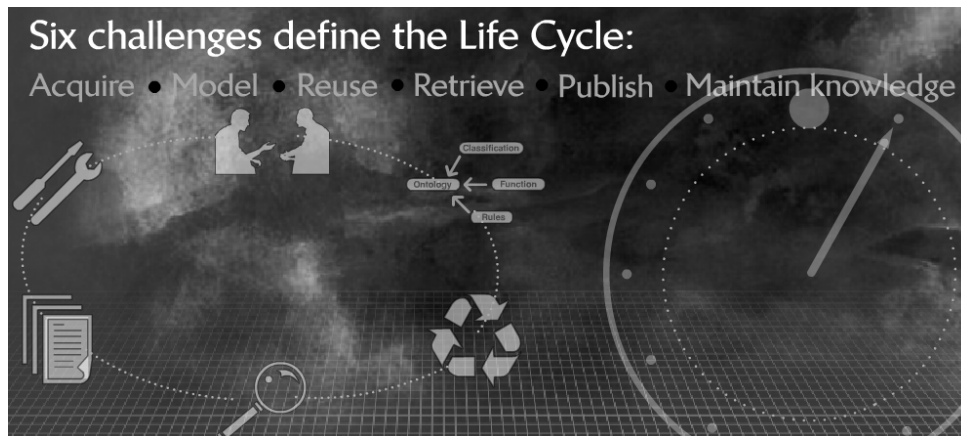 Six challenges define the Life Cycle:
Acquire • Model • Reuse • Retrieve • Publish • Maintain knowledge
Classification
Ontology
Function
Rules